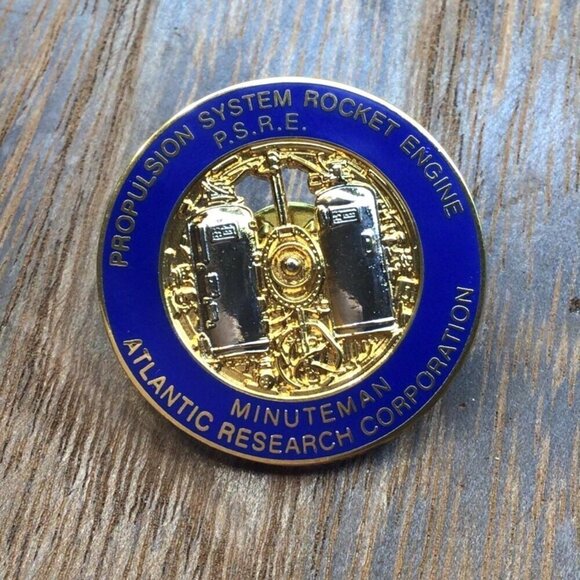 PROPULSION SYSTEM ROCKET ENGINE
P.S.R.E.
MINUTEMAN
ATLANTIC RESEARCH CORPORATION